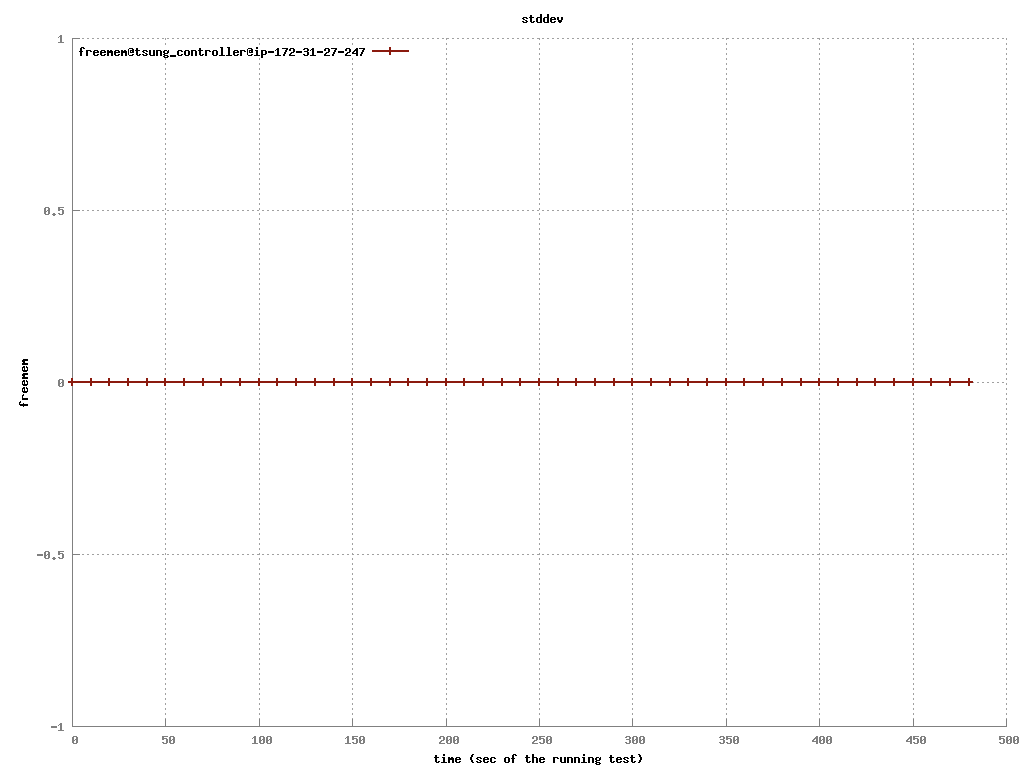 stddev
freemem@tsung_controller@ip-172-31-27-247
1
0.5
0
-0.5
-1
freemem
0 50 100 150 200 250 300 350 400 450 500
time (sec of the running test)